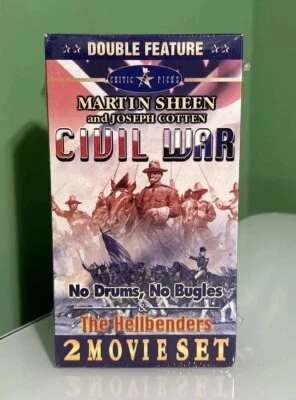 DOUBLE FEATURE
CRITIC PICKS
MARTIN SHEEN
and JOSEPH COTTEN
CIVIL WAR
No Drums, No Bugles
&
The Hellbenders
2 MOVIE SET